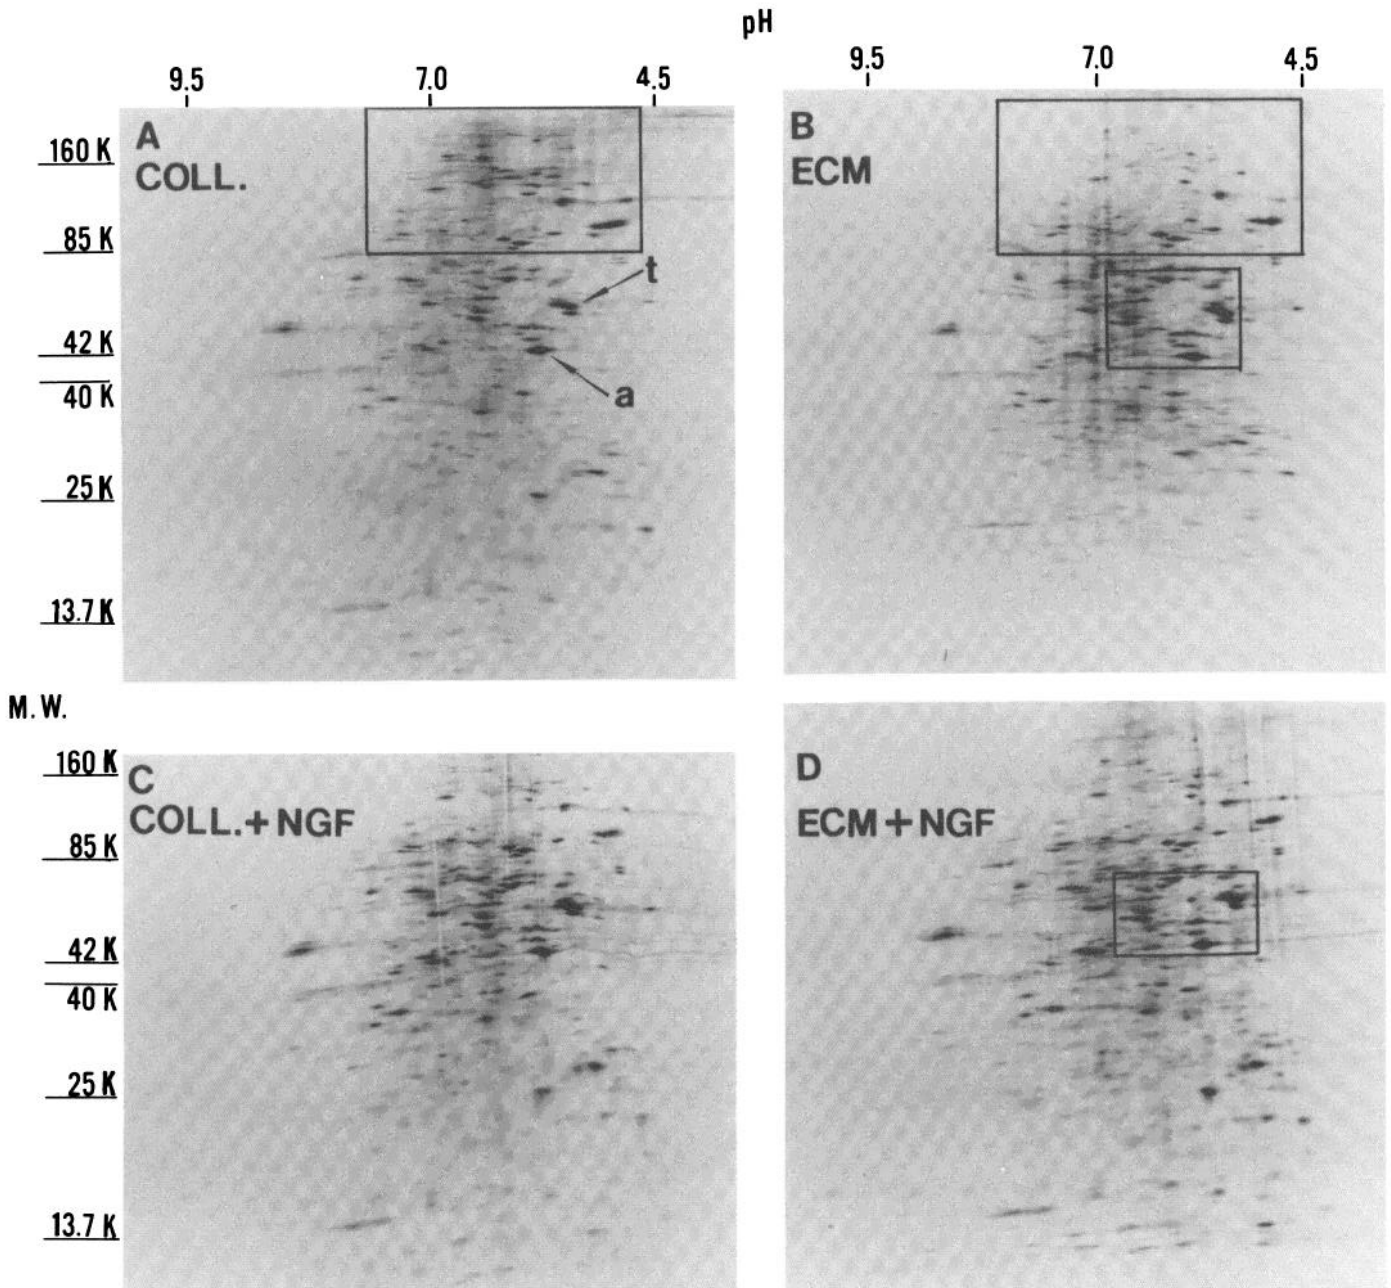 pH
9.5 7.0 4.5
9.5 7.0 4.5
A
COLL.
B
ECM
160 K
85 K
t
42 K
a
40 K
25 K
13.7 K
M.W.
160 K
C
COLL.+NGF
D
ECM+NGF
85 K
42 K
40 K
25 K
13.7 K